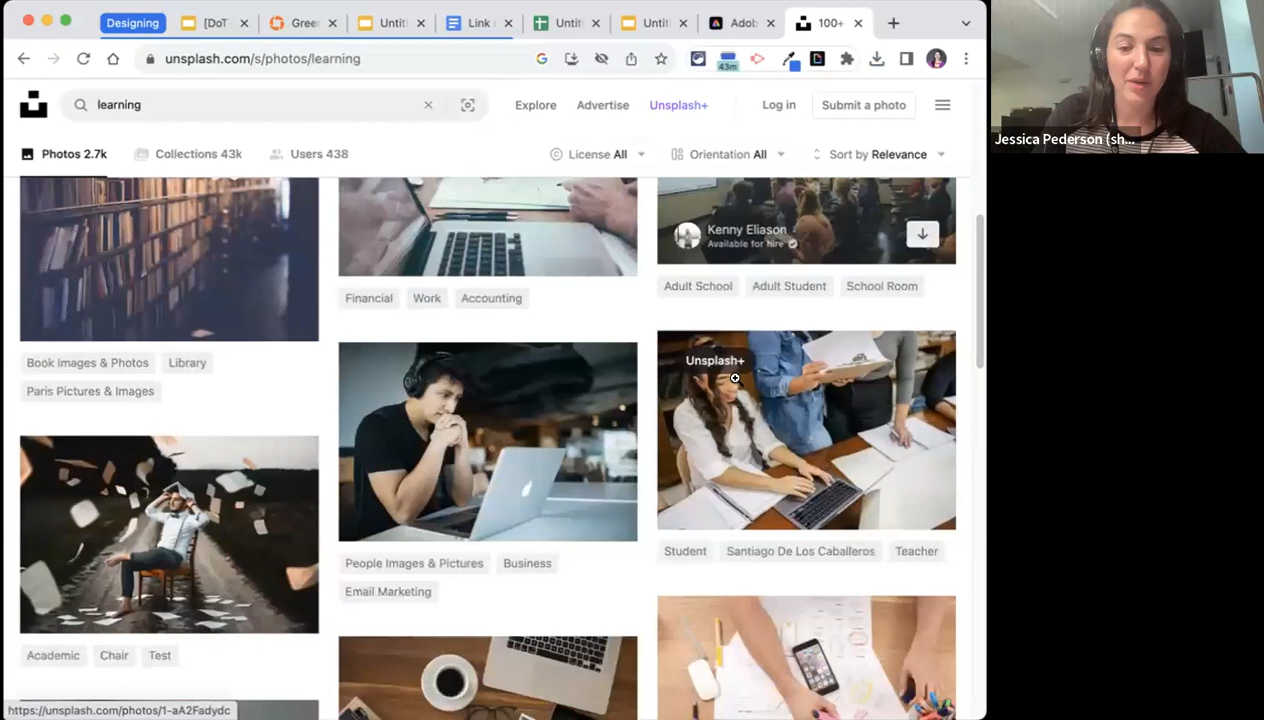 Designing
[DoT
Greer
Untitl
Link
Untitl
Untitl
Adob
100+
unsplash.com/s/photos/learning
43m
learning
Explore
Advertise
Unsplash+
Log in
Submit a photo
Photos 2.7k
Collections 43k
Users 438
License All
Orientation All
Sort by Relevance
Jessica Pederson (sh...
Kenny Eliason
Available for hire
Adult School
Adult Student
School Room
Financial
Work
Accounting
Book Images & Photos
Library
Paris Pictures & Images
Unsplash+
People Images & Pictures
Business
Email Marketing
Student
Santiago De Los Caballeros
Teacher
Academic
Chair
Test
https://unsplash.com/photos/1-aA2Fadydc